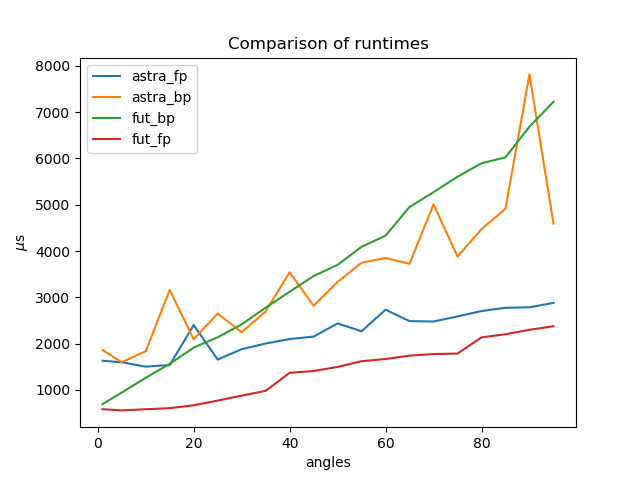 Comparison of runtimes
8000
7000
6000
5000
4000
3000
2000
1000
μs
astra_fp
astra_bp
fut_bp
fut_fp
0 20 40 60 80
angles